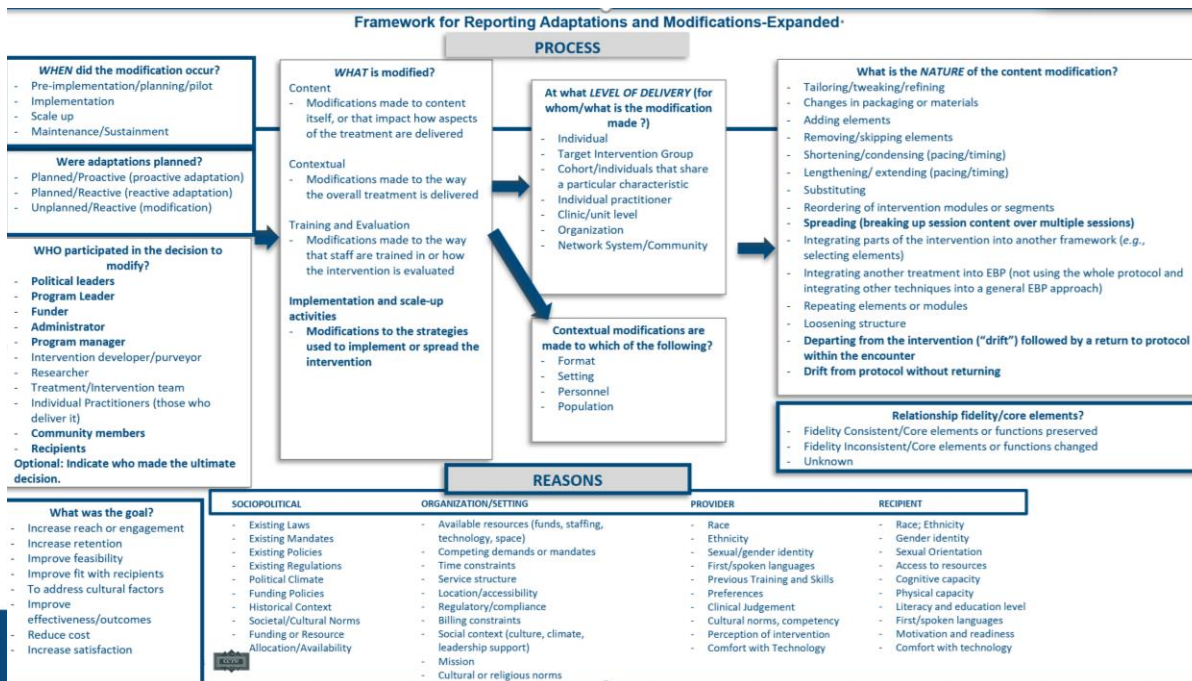 Framework for Reporting Adaptations and Modifications-Expanded
PROCESS
WHEN did the modification occur?
- Pre-implementation/planning/pilot
- Implementation
- Scale up
- Maintenance/Sustainment
Were adaptations planned?
- Planned/Proactive (proactive adaptation)
- Planned/Reactive (reactive adaptation)
- Unplanned/Reactive (modification)
WHO participated in the decision to
modify?
- Political leaders
- Program Leader
- Funder
- Administrator
- Program manager
- Intervention developer/purveyor
- Researcher
- Treatment/Intervention team
- Individual Practitioners (those who
deliver it)
- Community members
- Recipients
Optional: Indicate who made the ultimate
decision.
WHAT is modified?
Content
- Modifications made to content
itself, or that impact how aspects
of the treatment are delivered
Contextual
- Modifications made to the way
the overall treatment is delivered
Training and Evaluation
- Modifications made to the way
that staff are trained in or how
the intervention is evaluated
Implementation and scale-up
activities
- Modifications to the strategies
used to implement or spread the
intervention
At what LEVEL OF DELIVERY (for
whom/what is the modification
made ?)
- Individual
- Target Intervention Group
- Cohort/individuals that share
a particular characteristic
- Individual practitioner
- Clinic/unit level
- Organization
- Network System/Community
Contextual modifications are
made to which of the following?
- Format
- Setting
- Personnel
- Population
What is the NATURE of the content modification?
- Tailoring/tweaking/refining
- Changes in packaging or materials
- Adding elements
- Removing/skipping elements
- Shortening/condensing (pacing/timing)
- Lengthening/ extending (pacing/timing)
- Substituting
- Reordering of intervention modules or segments
- Spreading (breaking up session content over multiple sessions)
- Integrating parts of the intervention into another framework (e.g.,
selecting elements)
- Integrating another treatment into EBP (not using the whole protocol and
integrating other techniques into a general EBP approach)
- Repeating elements or modules
- Loosening structure
- Departing from the intervention ("drift") followed by a return to protocol
within the encounter
- Drift from protocol without returning
Relationship fidelity/core elements?
- Fidelity Consistent/Core elements or functions preserved
- Fidelity Inconsistent/Core elements or functions changed
- Unknown
REASONS
What was the goal?
- Increase reach or engagement
- Increase retention
- Improve feasibility
- Improve fit with recipients
- To address cultural factors
- Improve
effectiveness/outcomes
- Reduce cost
- Increase satisfaction
SOCIOPOLITICAL
- Existing Laws
- Existing Mandates
- Existing Policies
- Existing Regulations
- Political Climate
- Funding Policies
- Historical Context
- Societal/Cultural Norms
- Funding or Resource
- Allocation/Availability
ORGANIZATION/SETTING
- Available resources (funds, staffing,
technology, space)
- Competing demands or mandates
- Time constraints
- Service structure
- Location/accessibility
- Regulatory/compliance
- Billing constraints
- Social context (culture, climate,
leadership support)
- Mission
- Cultural or religious norms
PROVIDER
- Race
- Ethnicity
- Sexual/gender identity
- First/spoken languages
- Previous Training and Skills
- Preferences
- Clinical Judgement
- Cultural norms, competency
- Perception of intervention
- Comfort with Technology
RECIPIENT
- Race; Ethnicity
- Gender identity
- Sexual Orientation
- Access to resources
- Cognitive capacity
- Physical capacity
- Literacy and education level
- First/spoken languages
- Motivation and readiness
- Comfort with technology